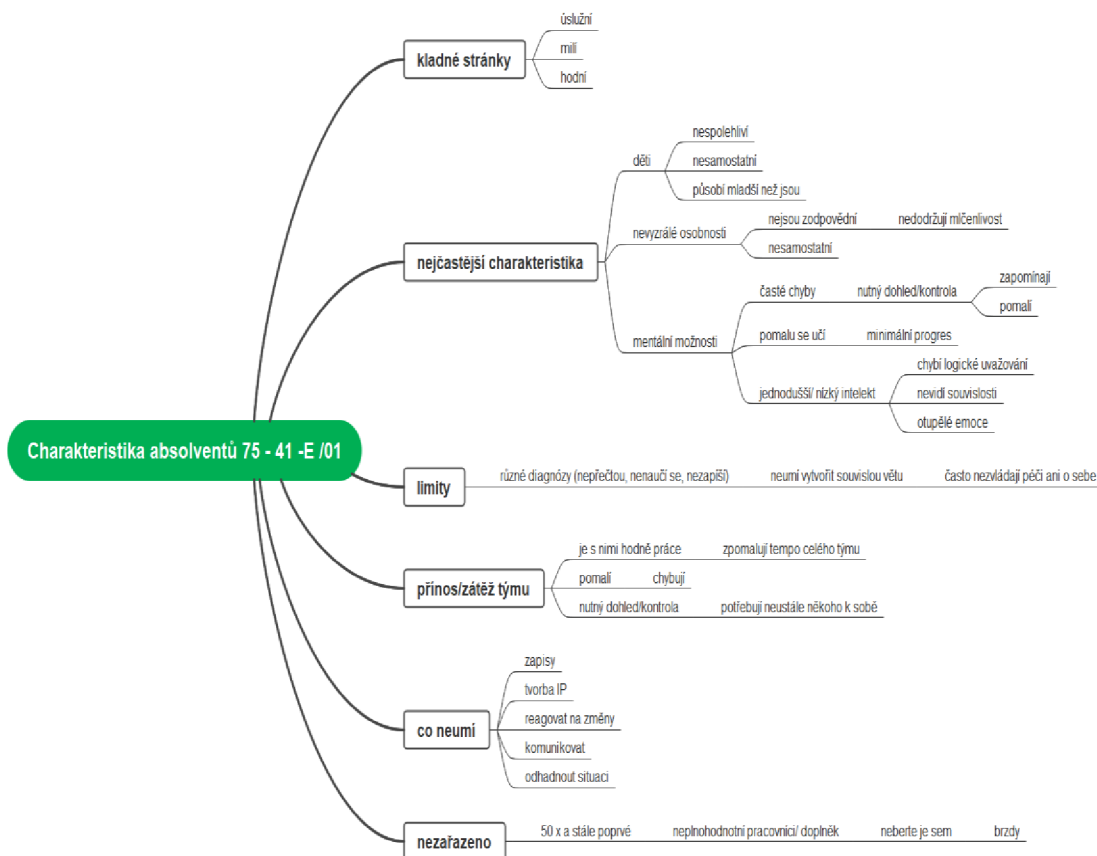 kladné stránky
úslužní
milí
hodní
nejčastější charakteristika
děti
nespolehliví
nesamostatní
působí mladší než jsou
nevyzrálé osobnosti
nejsou zodpovědní
nedodržují mlčenlivost
nesamostatní
mentální možnosti
časté chyby
nutný dohled/kontrola
zapomínají
pomalí
pomalu se učí
minimální progres
jednodušší/ nízký intelekt
chybí logické uvažování
nevidí souvislosti
otupělé emoce
Charakteristika absolventů 75 - 41 -E /01
limity
různé diagnózy (nepřečtou, nenaučí se, nezapíší)
neumí vytvořit souvislou větu
často nezvládají péči ani o sebe
přínos/zátěž týmu
je s nimi hodně práce
zpomalují tempo celého týmu
pomalí
chybují
nutný dohled/kontrola
potřebují neustále někoho k sobě
co neumí
zapisy
tvorba IP
reagovat na změny
komunikovat
odhadnout situaci
nezařazeno
50 x a stále poprvé
neplnohodnotní pracovníci/ doplněk
neberte je sem
brzdy